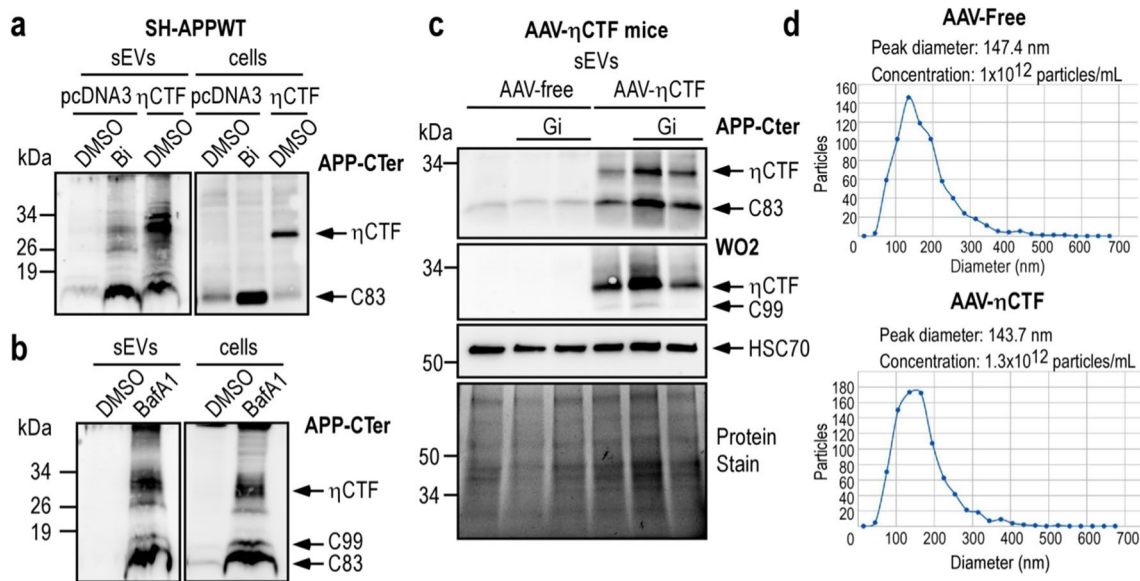 a
SH-APPWT
sEVs cells
pcDNA3 ηCTF pcDNA3 ηCTF
DMSO Bi DMSO DMSO Bi DMSO
kDa
APP-CTer
34
26
19
ηCTF
C83
b
sEVs cells
DMSO BafA1 DMSO BafA1
kDa
APP-CTer
34
26
19
ηCTF
C99
C83
c
AAV-ηCTF mice
sEVs
AAV-free AAV-ηCTF
Gi Gi
kDa
APP-Cter
34
ηCTF
C83
WO2
34
ηCTF
C99
50
HSC70
50
34
Protein
Stain
d
AAV-Free
Peak diameter: 147.4 nm
Concentration: 1x10¹² particles/mL
160
140
120
100
80
60
40
20
0 100 200 300 400 500 600 700
Particles
Diameter (nm)
AAV-ηCTF
Peak diameter: 143.7 nm
Concentration: 1.3x10¹² particles/mL
180
160
140
120
100
80
60
40
20
0 100 200 300 400 500 600 700
Particles
Diameter (nm)